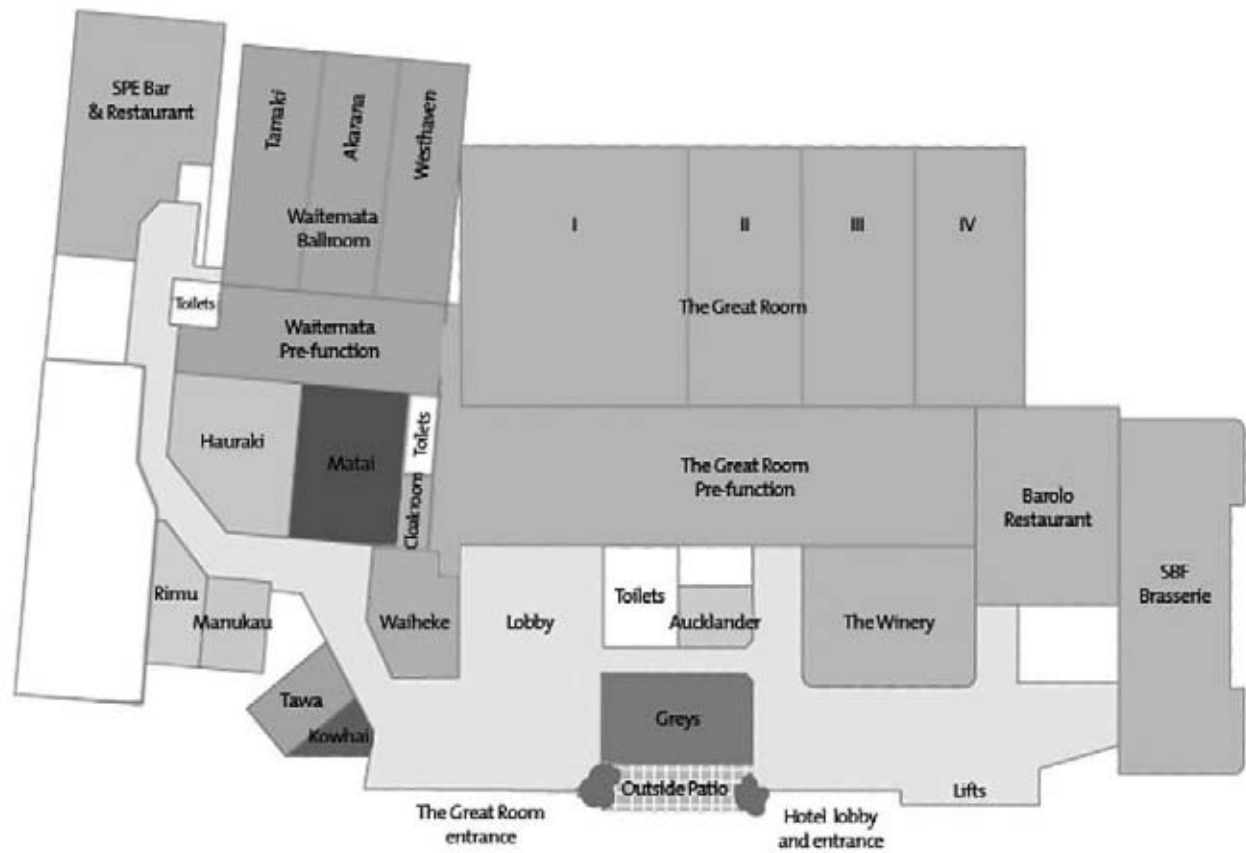 SPE Bar
& Restaurant
Tamaki
Akarana
Westhaven
Waitemata
Ballroom
I
II
III
IV
The Great Room
Toilets
Waitemata
Pre-function
Hauraki
Matai
Toilets
Cloakroom
The Great Room
Pre-function
Barolo
Restaurant
SBF
Brasserie
Rimu
Manukau
Waiheke
Lobby
Toilets
Aucklander
The Winery
Tawa
Kowhai
Greys
Outside Patio
Lifts
The Great Room
entrance
Hotel lobby
and entrance